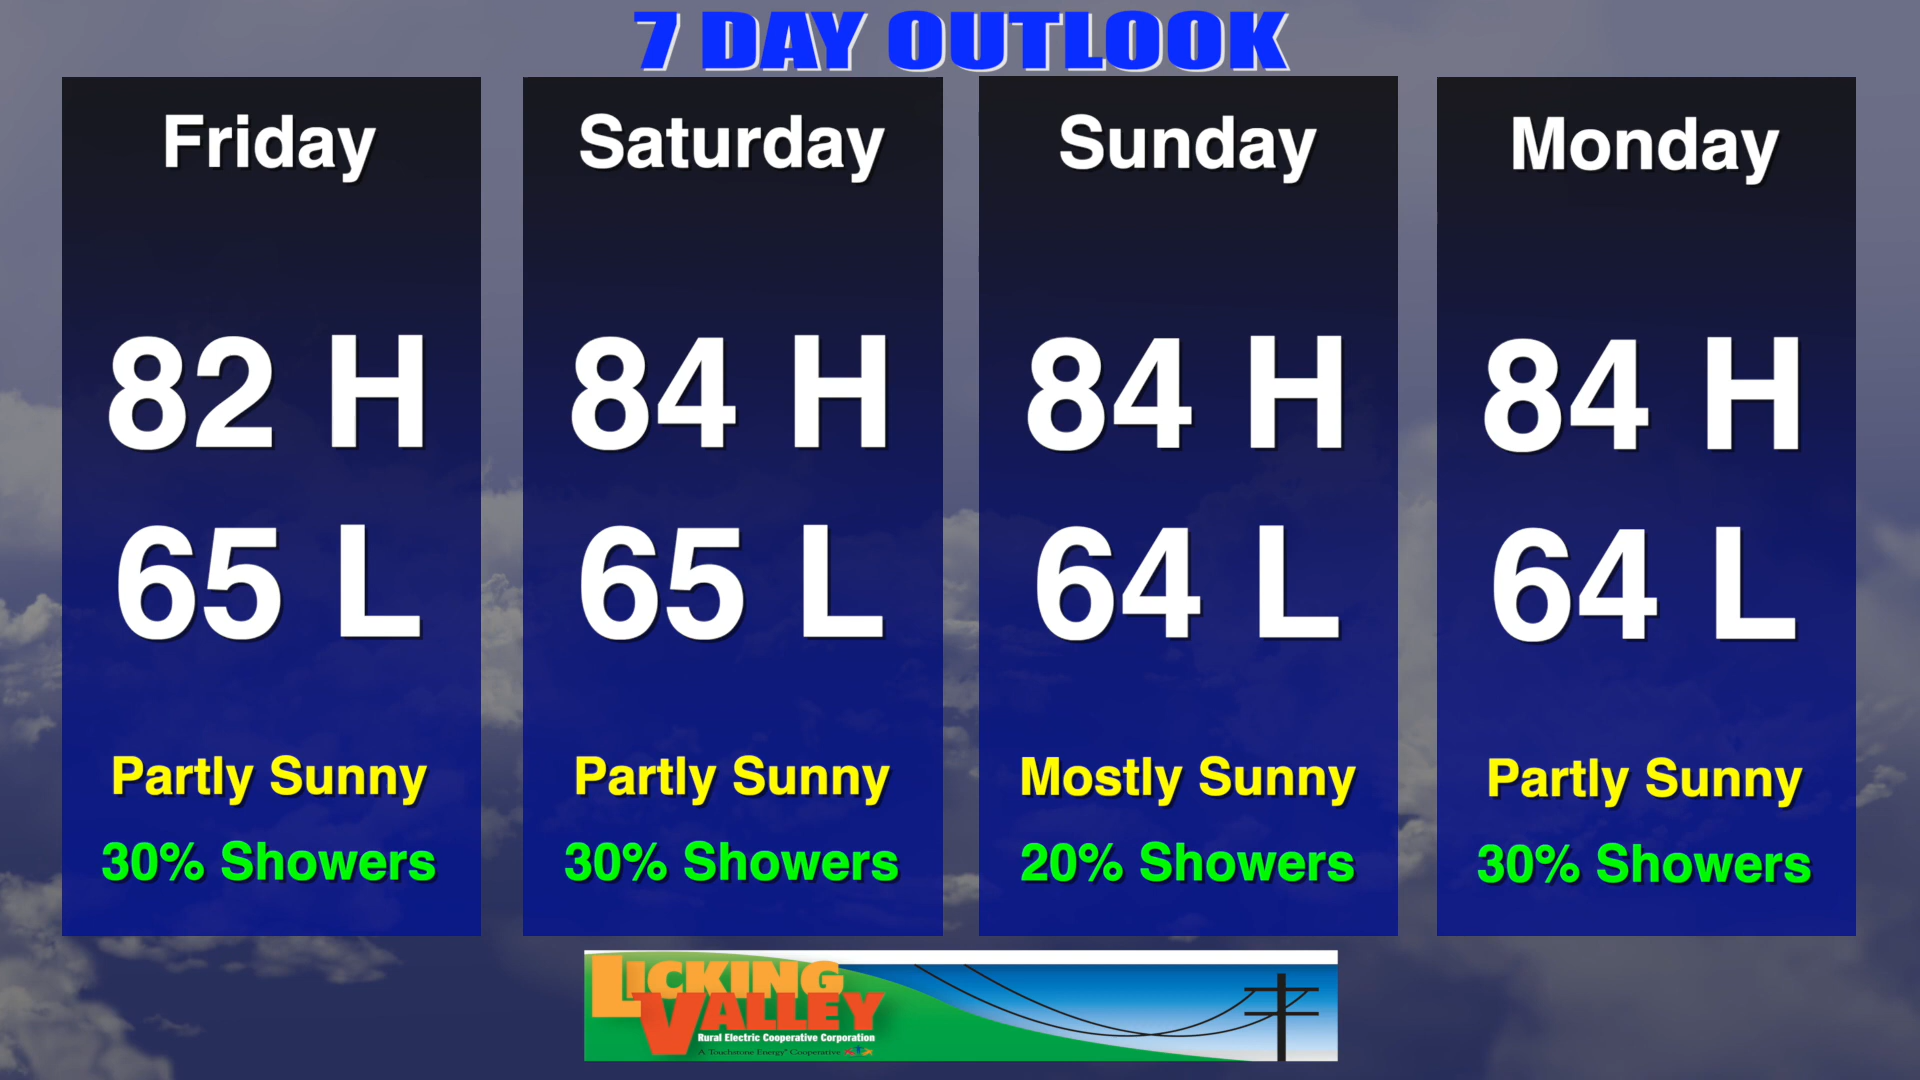 7 DAY OUTLOOK
Friday
82 H
65 L
Partly Sunny
30% Showers
Saturday
84 H
65 L
Partly Sunny
30% Showers
Sunday
84 H
64 L
Mostly Sunny
20% Showers
Monday
84 H
64 L
Partly Sunny
30% Showers
LICKING
VALLEY
Rural Electric Cooperative Corporation
A Touchstone Energy® Cooperative